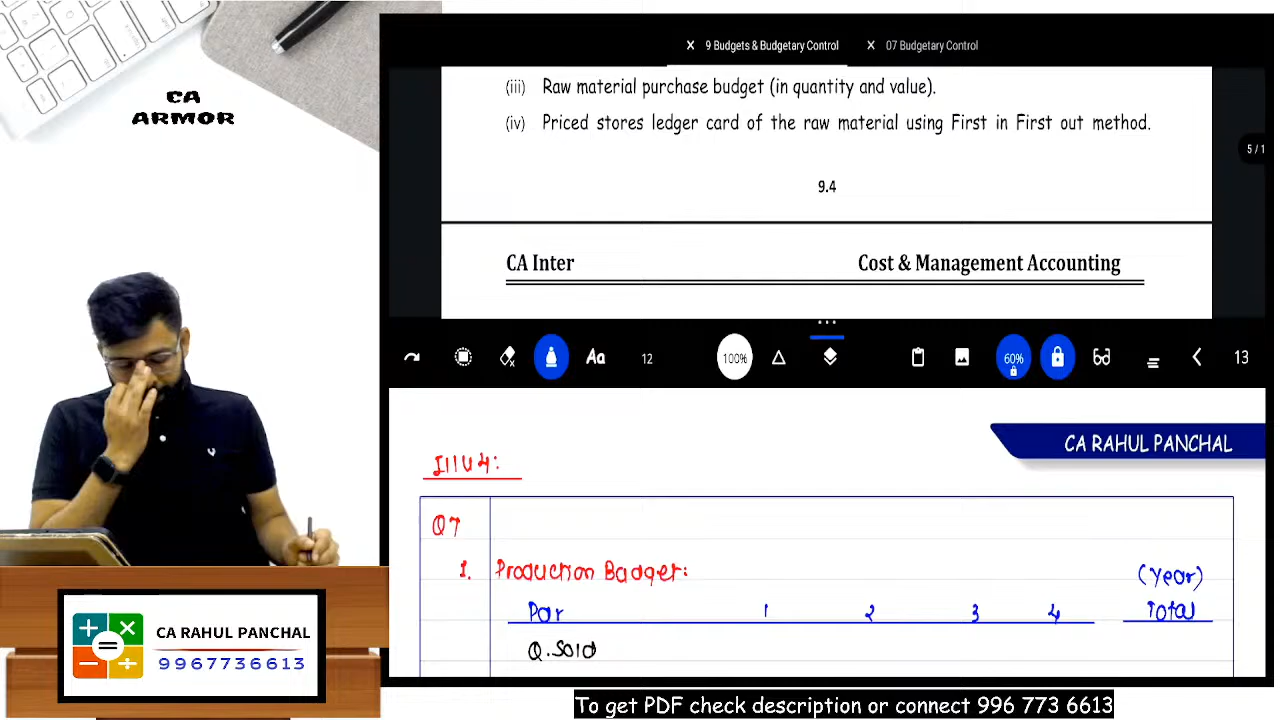 CA
ARMOR
9 Budgets & Budgetary Control
07 Budgetary Control
(iii) Raw material purchase budget (in quantity and value).
(iv) Priced stores ledger card of the raw material using First in First out method.
5 / 1
9.4
CA Inter Cost & Management Accounting
Aa 12 100% 60% 13
CA RAHUL PANCHAL
Illu 4:
Q7
1. Production Budget: (Year)
Par 1 2 3 4 Total
Q.Sold
CA RAHUL PANCHAL
9967736613
To get PDF check description or connect 996 773 6613